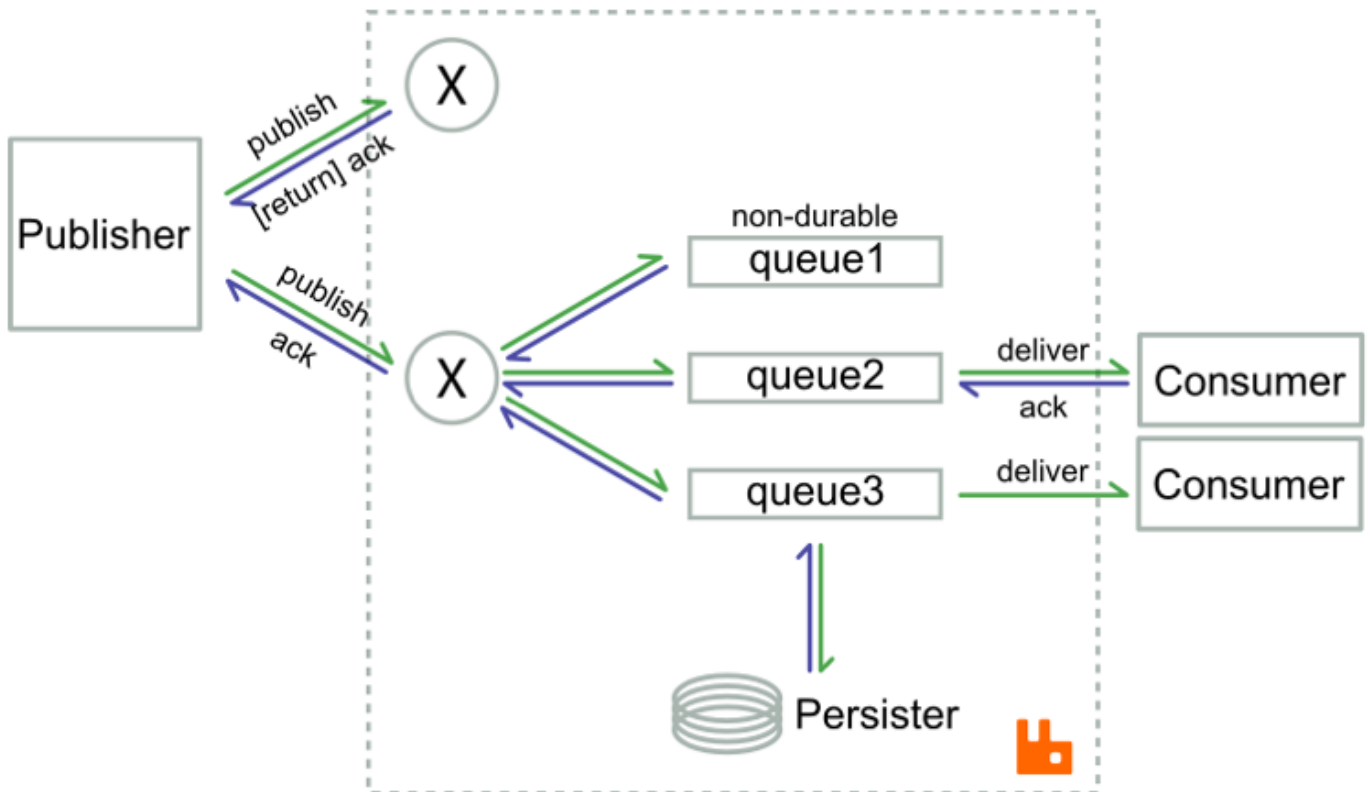 X
publish
[return] ack
Publisher
non-durable
queue1
publish
ack
X
queue2
deliver
ack
Consumer
queue3
deliver
Consumer
Persister